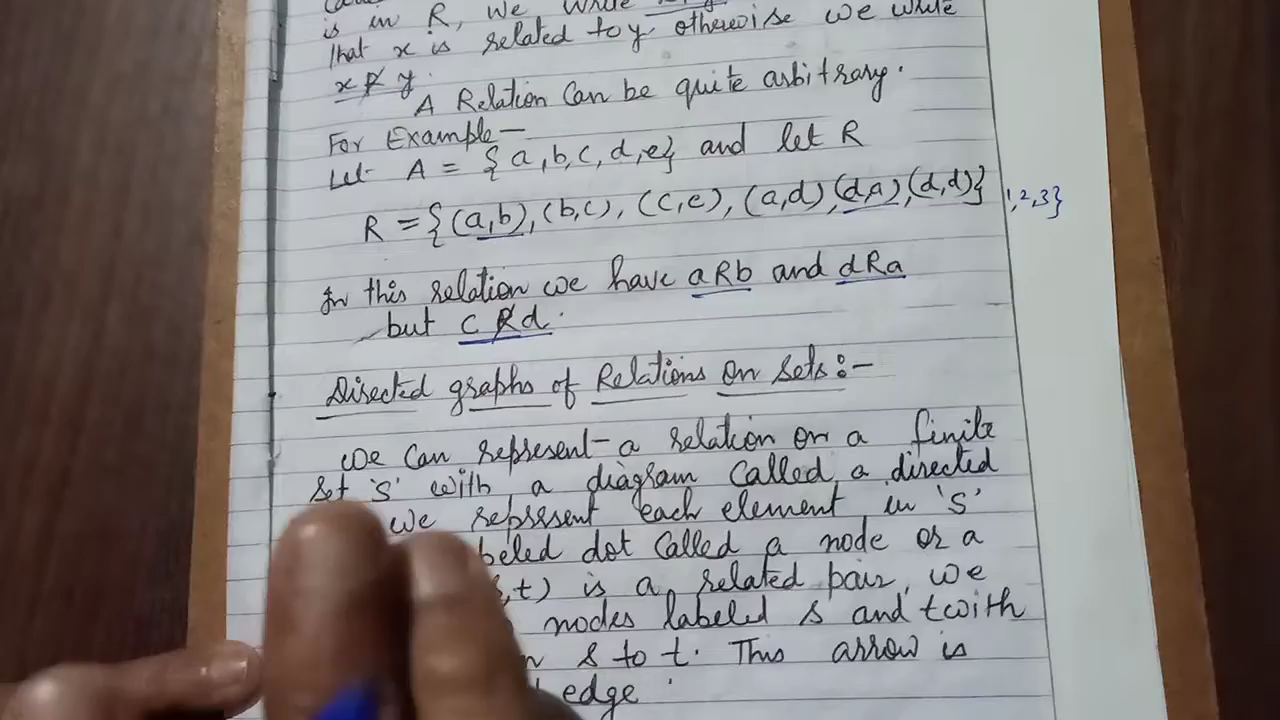 is in R, we write
that x is related to y, otherwise we write
x R̸ y.
A Relation Can be quite arbitrary.
For Example-
Let A = {a,b,c,d,e} and let R
R = {(a,b),(b,c),(c,e),(a,d),(d,a),(d,d)} 1,2,3}
In this relation we have aRb and dRa
but c R̸ d.
Directed graphs of Relations On sets:-
We Can represent a relation on a finite
set 'S' with a diagram Called a directed
we represent each element in 'S'
beled dot Called a node or a
,t) is a related pair, we
nodes labeled s and t with
s to t. This arrow is
edge.